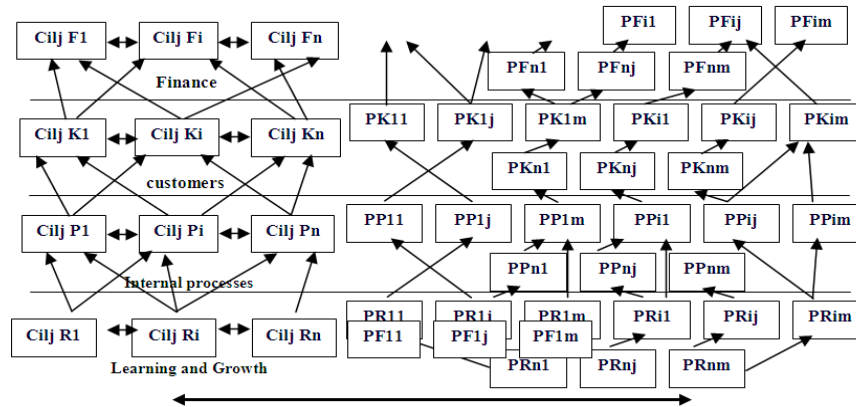 PFi1 PFij PFim
Cilj F1 Cilj Fi Cilj Fn
PFn1 PFnj PFnm
Finance
PK11 PK1j PK1m PKi1 PKij PKim
Cilj K1 Cilj Ki Cilj Kn
PKn1 PKnj PKnm
customers
PP11 PP1j PP1m PPi1 PPij PPim
Cilj P1 Cilj Pi Cilj Pn
PPn1 PPnj PPnm
Internal processes
PR11 PR1j PR1m PRi1 PRij PRim
Cilj R1 Cilj Ri Cilj Rn
PF11 PF1j PF1m
Learning and Growth
PRn1 PRnj PRnm